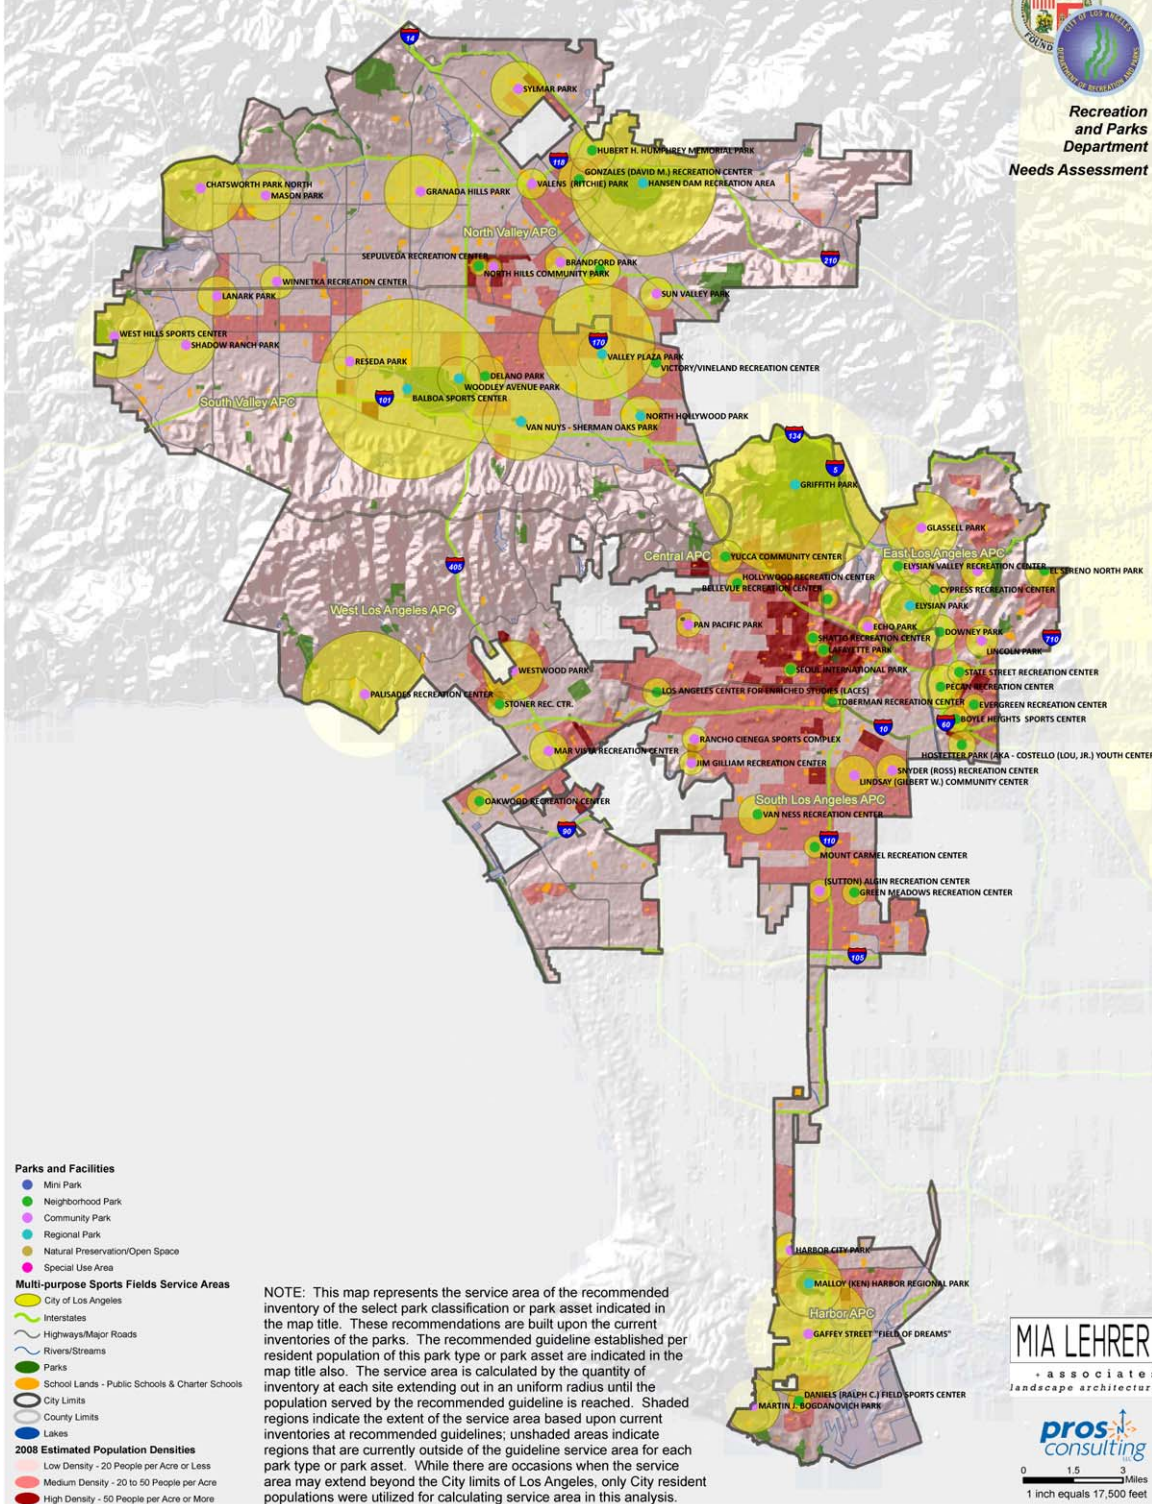 14
SYLMAR PARK
CITY OF LOS ANGELES
DEPARTMENT OF RECREATION AND PARKS
FOUND
Recreation
and Parks
Department
Needs Assessment
HUBERT H. HUMPHREY MEMORIAL PARK
118
GONZALES (DAVID M.) RECREATION CENTER
VALENS (RITCHIE) PARK
HANSEN DAM RECREATION AREA
CHATSWORTH PARK NORTH
MASON PARK
GRANADA HILLS PARK
North Valley APC
SEPULVEDA RECREATION CENTER
BRANDFORD PARK
NORTH HILLS COMMUNITY PARK
210
WINNETKA RECREATION CENTER
LANARK PARK
SUN VALLEY PARK
WEST HILLS SPORTS CENTER
SHADOW RANCH PARK
170
RESEDA PARK
VALLEY PLAZA PARK
VICTORY/VINELAND RECREATION CENTER
DELANO PARK
WOODLEY AVENUE PARK
101
BALBOA SPORTS CENTER
South Valley APC
NORTH HOLLYWOOD PARK
VAN NUYS - SHERMAN OAKS PARK
134
5
GRIFFITH PARK
GLASSELL PARK
Central APC
YUCCA COMMUNITY CENTER
East Los Angeles APC
405
ELYSIAN VALLEY RECREATION CENTER
EL SERENO NORTH PARK
HOLLYWOOD RECREATION CENTER
BELLEVUE RECREATION CENTER
CYPRESS RECREATION CENTER
West Los Angeles APC
ELYSIAN PARK
PAN PACIFIC PARK
ECHO PARK
DOWNEY PARK
710
SHATTO RECREATION CENTER
LAFAYETTE PARK
LINCOLN PARK
WESTWOOD PARK
SEOUL INTERNATIONAL PARK
STATE STREET RECREATION CENTER
PALISADES RECREATION CENTER
LOS ANGELES CENTER FOR ENRICHED STUDIES (LACES)
PECAN RECREATION CENTER
STONER REC. CTR.
TOBERMAN RECREATION CENTER
EVERGREEN RECREATION CENTER
10
60
BOYLE HEIGHTS SPORTS CENTER
RANCHO CIENEGA SPORTS COMPLEX
MAR VISTA RECREATION CENTER
HOSTETTER PARK (AKA - COSTELLO (LOU, JR.) YOUTH CENTER
JIM GILLIAM RECREATION CENTER
SNYDER (ROSS) RECREATION CENTER
LINDSAY (GILBERT W.) COMMUNITY CENTER
OAKWOOD RECREATION CENTER
South Los Angeles APC
VAN NESS RECREATION CENTER
90
110
MOUNT CARMEL RECREATION CENTER
(SUTTON) ALGIN RECREATION CENTER
GREEN MEADOWS RECREATION CENTER
105
HARBOR CITY PARK
MALLOY (KEN) HARBOR REGIONAL PARK
Harbor APC
GAFFEY STREET "FIELD OF DREAMS"
DANIELS (RALPH C.) FIELD SPORTS CENTER
MARTIN J. BOGDANOVICH PARK
Parks and Facilities
Mini Park
Neighborhood Park
Community Park
Regional Park
Natural Preservation/Open Space
Special Use Area
Multi-purpose Sports Fields Service Areas
City of Los Angeles
Interstates
Highways/Major Roads
Rivers/Streams
Parks
School Lands - Public Schools & Charter Schools
City Limits
County Limits
Lakes
2008 Estimated Population Densities
Low Density - 20 People per Acre or Less
Medium Density - 20 to 50 People per Acre
High Density - 50 People per Acre or More
NOTE: This map represents the service area of the recommended
inventory of the select park classification or park asset indicated in
the map title. These recommendations are built upon the current
inventories of the parks. The recommended guideline established per
resident population of this park type or park asset are indicated in the
map title also. The service area is calculated by the quantity of
inventory at each site extending out in an uniform radius until the
population served by the recommended guideline is reached. Shaded
regions indicate the extent of the service area based upon current
inventories at recommended guidelines; unshaded areas indicate
regions that are currently outside of the guideline service area for each
park type or park asset. While there are occasions when the service
area may extend beyond the City limits of Los Angeles, only City resident
populations were utilized for calculating service area in this analysis.
MIA LEHRER
+ associates
landscape architecture
pros
consulting
LLC
N
0 1.5 3
Miles
1 inch equals 17,500 feet